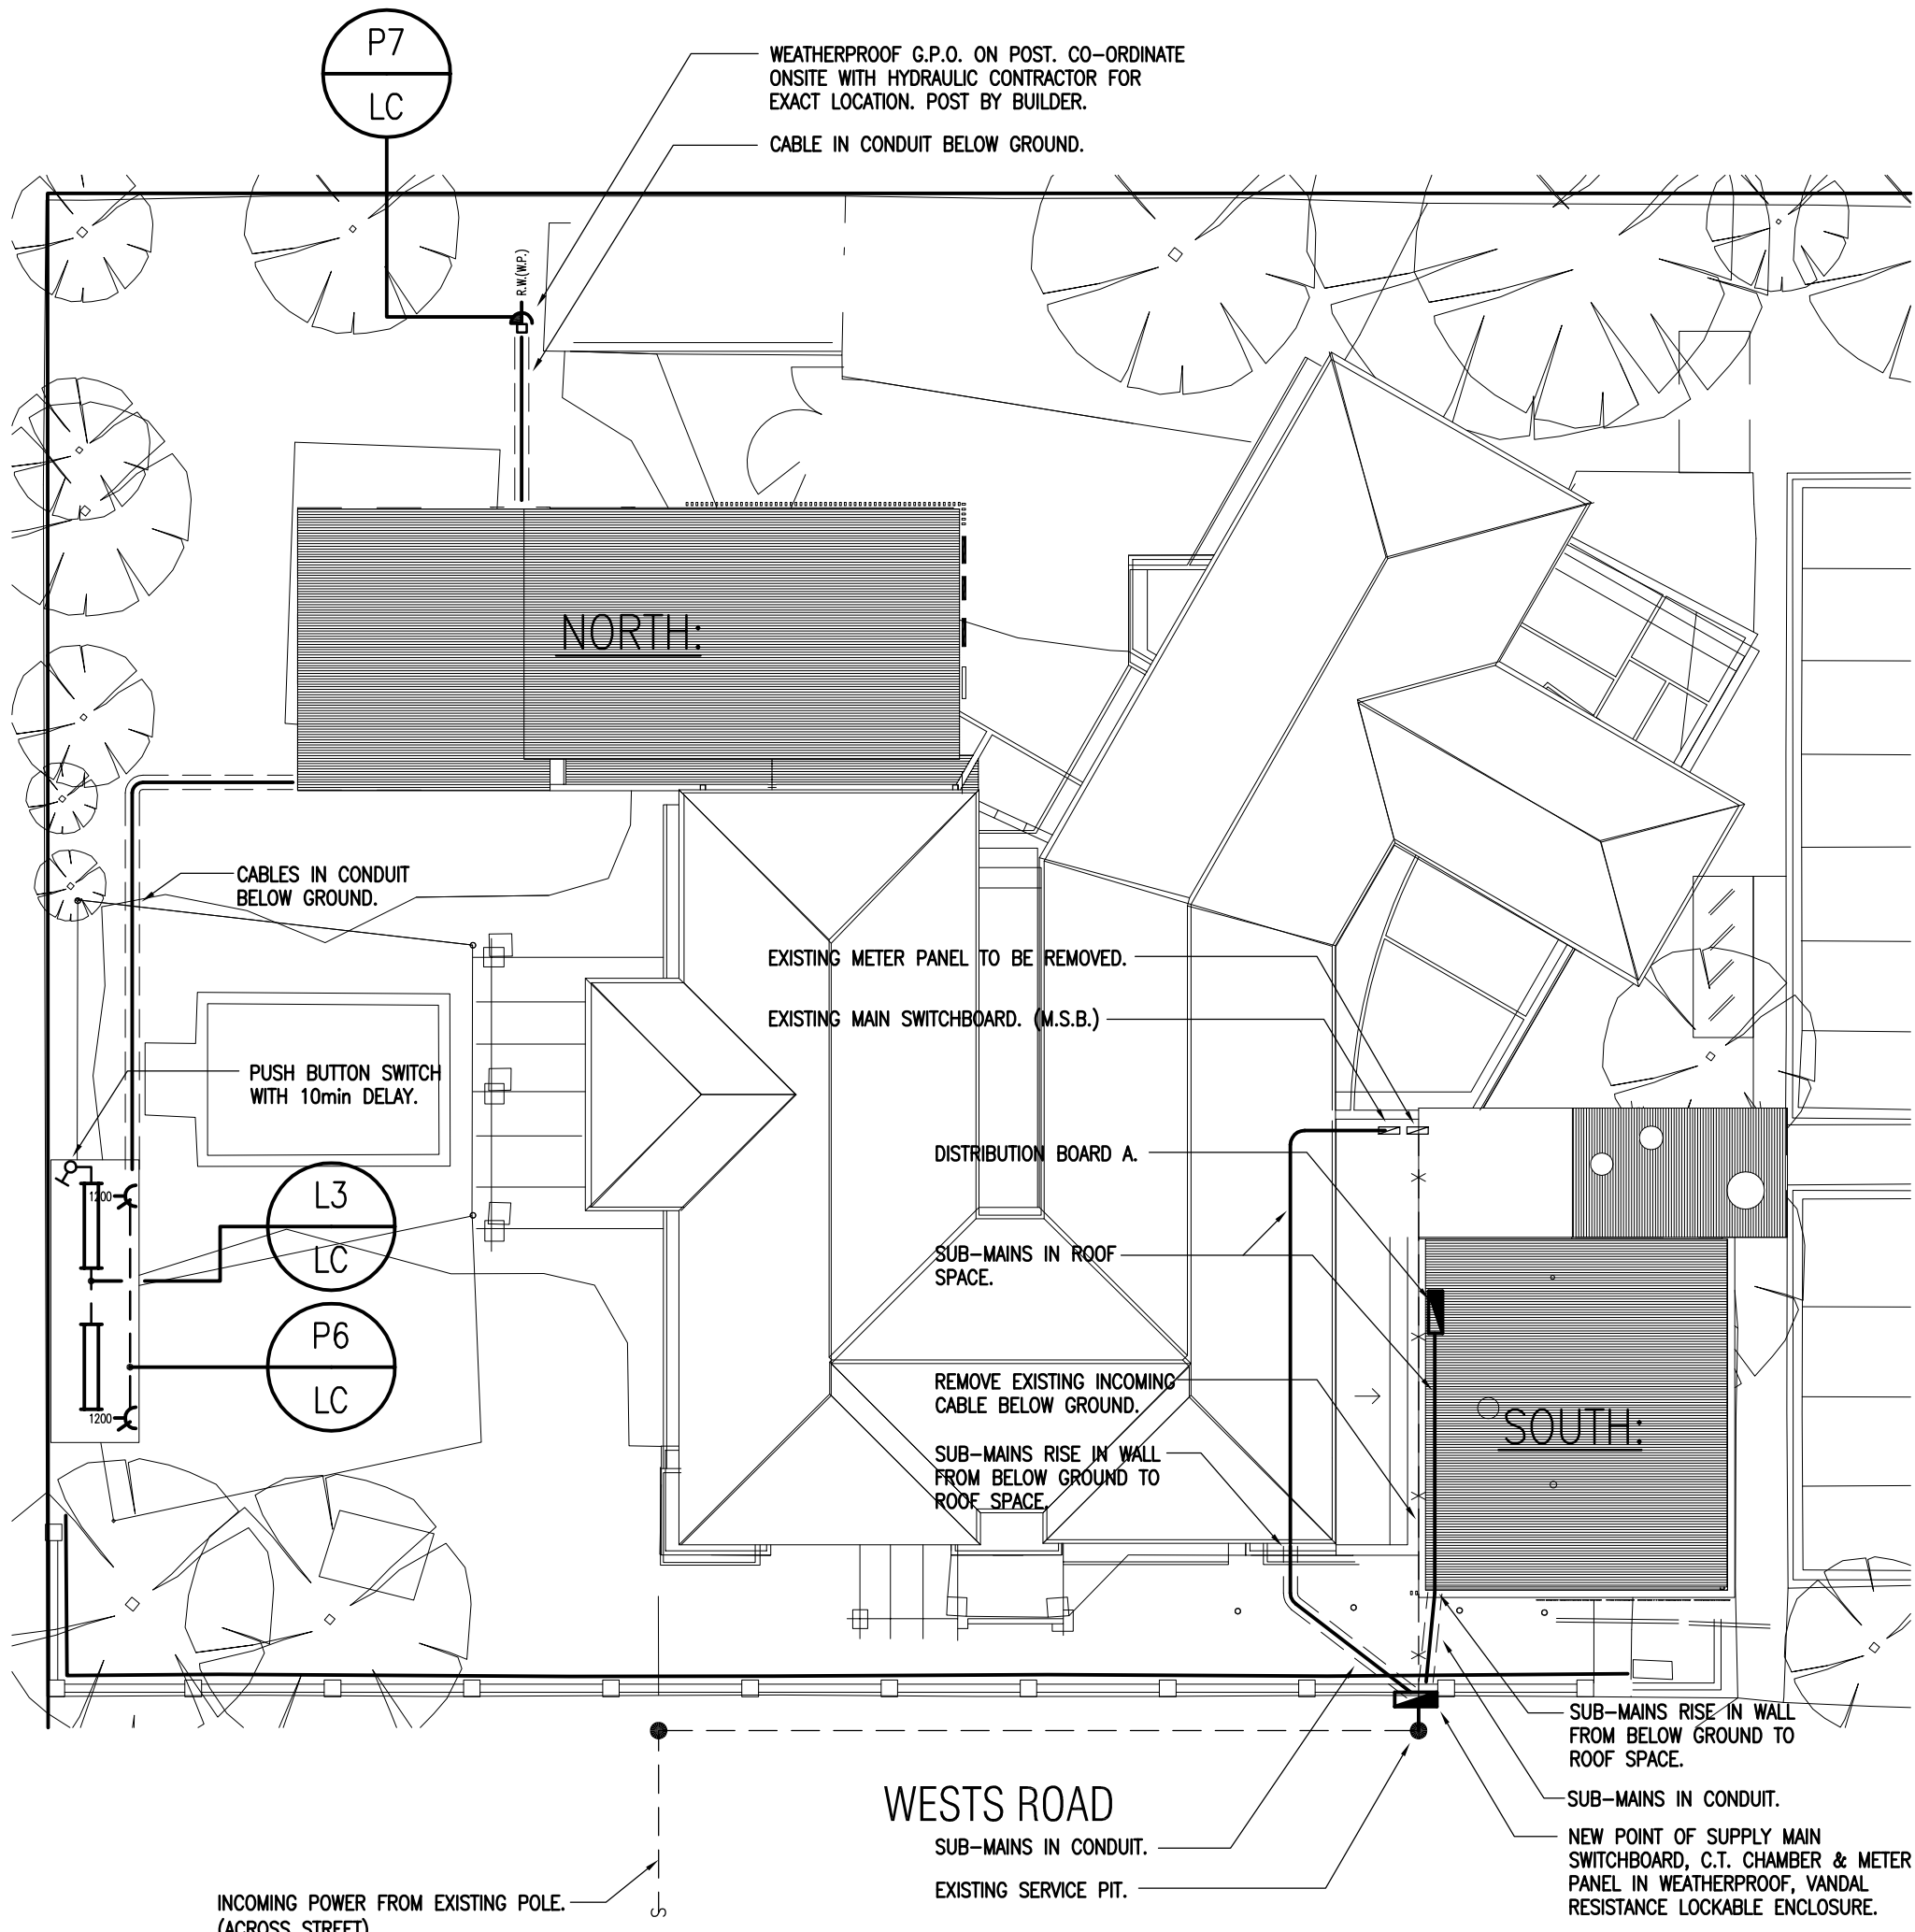 P7
LC
WEATHERPROOF G.P.O. ON POST. CO-ORDINATE
ONSITE WITH HYDRAULIC CONTRACTOR FOR
EXACT LOCATION. POST BY BUILDER.
CABLE IN CONDUIT BELOW GROUND.
R.W.(W.P.)
NORTH:
CABLES IN CONDUIT
BELOW GROUND.
EXISTING METER PANEL TO BE REMOVED.
EXISTING MAIN SWITCHBOARD. (M.S.B.)
PUSH BUTTON SWITCH
WITH 10min DELAY.
DISTRIBUTION BOARD A.
1200
L3
LC
SUB-MAINS IN ROOF
SPACE.
P6
LC
1200
REMOVE EXISTING INCOMING
CABLE BELOW GROUND.
SOUTH:
SUB-MAINS RISE IN WALL
FROM BELOW GROUND TO
ROOF SPACE.
SUB-MAINS RISE IN WALL
FROM BELOW GROUND TO
ROOF SPACE.
WESTS ROAD
SUB-MAINS IN CONDUIT.
SUB-MAINS IN CONDUIT.
EXISTING SERVICE PIT.
NEW POINT OF SUPPLY MAIN
SWITCHBOARD, C.T. CHAMBER & METER
PANEL IN WEATHERPROOF, VANDAL
RESISTANCE LOCKABLE ENCLOSURE.
INCOMING POWER FROM EXISTING POLE.
(ACROSS STREET)